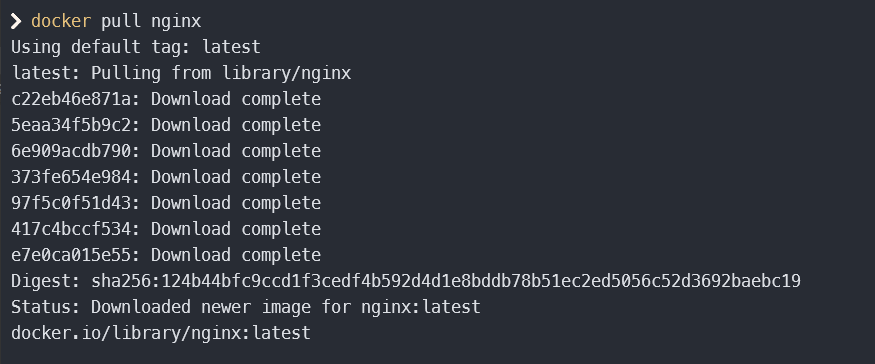 ❯ docker pull nginx
Using default tag: latest
latest: Pulling from library/nginx
c22eb46e871a: Download complete
5eaa34f5b9c2: Download complete
6e909acdb790: Download complete
373fe654e984: Download complete
97f5c0f51d43: Download complete
417c4bccf534: Download complete
e7e0ca015e55: Download complete
Digest: sha256:124b44bfc9ccd1f3cedf4b592d4d1e8bddb78b51ec2ed5056c52d3692baebc19
Status: Downloaded newer image for nginx:latest
docker.io/library/nginx:latest